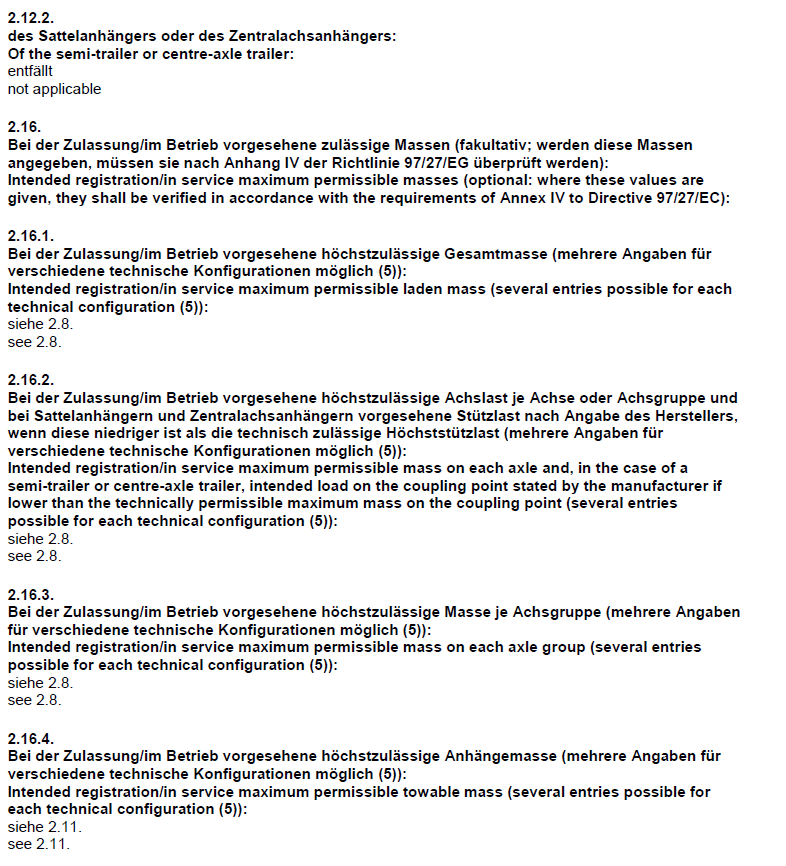 2.12.2.
des Sattelanhängers oder des Zentralachsanhängers:
Of the semi-trailer or centre-axle trailer:
entfällt
not applicable
2.16.
Bei der Zulassung/im Betrieb vorgesehene zulässige Massen (fakultativ; werden diese Massen
angegeben, müssen sie nach Anhang IV der Richtlinie 97/27/EG überprüft werden):
Intended registration/in service maximum permissible masses (optional: where these values are
given, they shall be verified in accordance with the requirements of Annex IV to Directive 97/27/EC):
2.16.1.
Bei der Zulassung/im Betrieb vorgesehene höchstzulässige Gesamtmasse (mehrere Angaben für
verschiedene technische Konfigurationen möglich (5)):
Intended registration/in service maximum permissible laden mass (several entries possible for each
technical configuration (5)):
siehe 2.8.
see 2.8.
2.16.2.
Bei der Zulassung/im Betrieb vorgesehene höchstzulässige Achslast je Achse oder Achsgruppe und
bei Sattelanhängern und Zentralachsanhängern vorgesehene Stützlast nach Angabe des Herstellers,
wenn diese niedriger ist als die technisch zulässige Höchststützlast (mehrere Angaben für
verschiedene technische Konfigurationen möglich (5)):
Intended registration/in service maximum permissible mass on each axle and, in the case of a
semi-trailer or centre-axle trailer, intended load on the coupling point stated by the manufacturer if
lower than the technically permissible maximum mass on the coupling point (several entries
possible for each technical configuration (5)):
siehe 2.8.
see 2.8.
2.16.3.
Bei der Zulassung/im Betrieb vorgesehene höchstzulässige Masse je Achsgruppe (mehrere Angaben
für verschiedene technische Konfigurationen möglich (5)):
Intended registration/in service maximum permissible mass on each axle group (several entries
possible for each technical configuration (5)):
siehe 2.8.
see 2.8.
2.16.4.
Bei der Zulassung/im Betrieb vorgesehene höchstzulässige Anhängemasse (mehrere Angaben für
verschiedene technische Konfigurationen möglich (5)):
Intended registration/in service maximum permissible towable mass (several entries possible for
each technical configuration (5)):
siehe 2.11.
see 2.11.